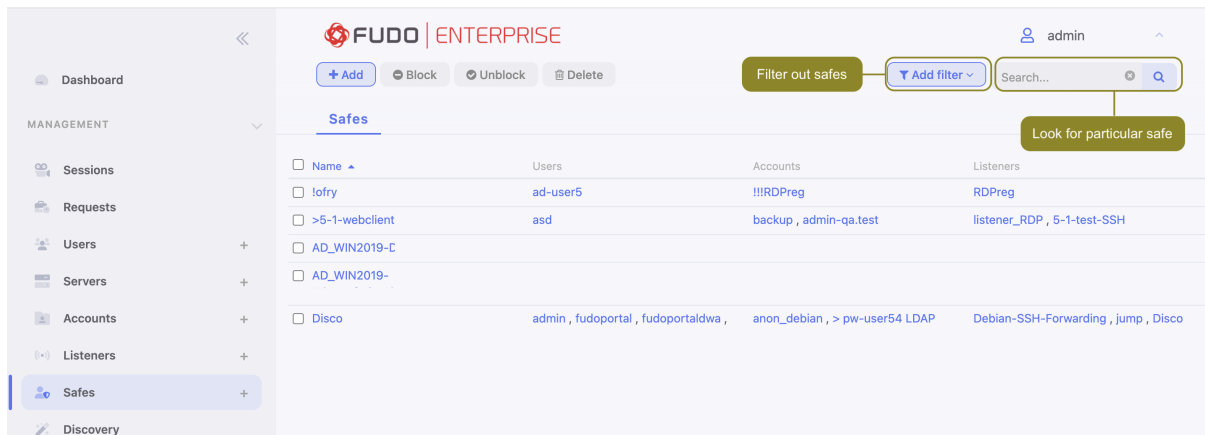 FUDO ENTERPRISE
admin
Dashboard
+ Add Block Unblock Delete
Filter out safes
Add filter
Search...
MANAGEMENT
Safes
Look for particular safe
Sessions
Requests
Users +
Servers +
Accounts +
Listeners +
Safes +
Discovery
Name Users Accounts Listeners
!ofry ad-user5 !!!RDPreg RDPreg
>5-1-webclient asd backup , admin-qa.test listener_RDP , 5-1-test-SSH
AD_WIN2019-D
AD_WIN2019-
Disco admin , fudoportal , fudoportaldwa , anon_debian , > pw-user54 LDAP Debian-SSH-Forwarding , jump , Disco